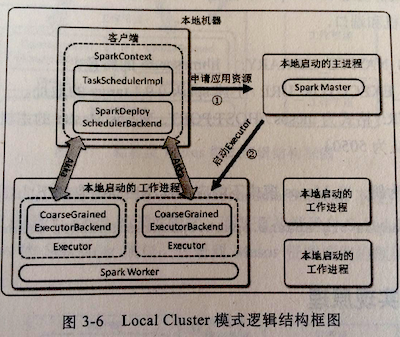 本地机器
客户端
SparkContext
TaskSchedulerImpl
SparkDeploy
SchedulerBackend
申请应用资源
①
本地启动的主进程
Spark Master
Akka
Akka
启动Executor
②
本地启动的 工作进程
CoarseGrained
ExecutorBackend
Executor
CoarseGrained
ExecutorBackend
Executor
Spark Worker
本地启动的
工作进程
本地启动的
工作进程
为 5050)
图 3-6 Local Cluster 模式逻辑结构框图